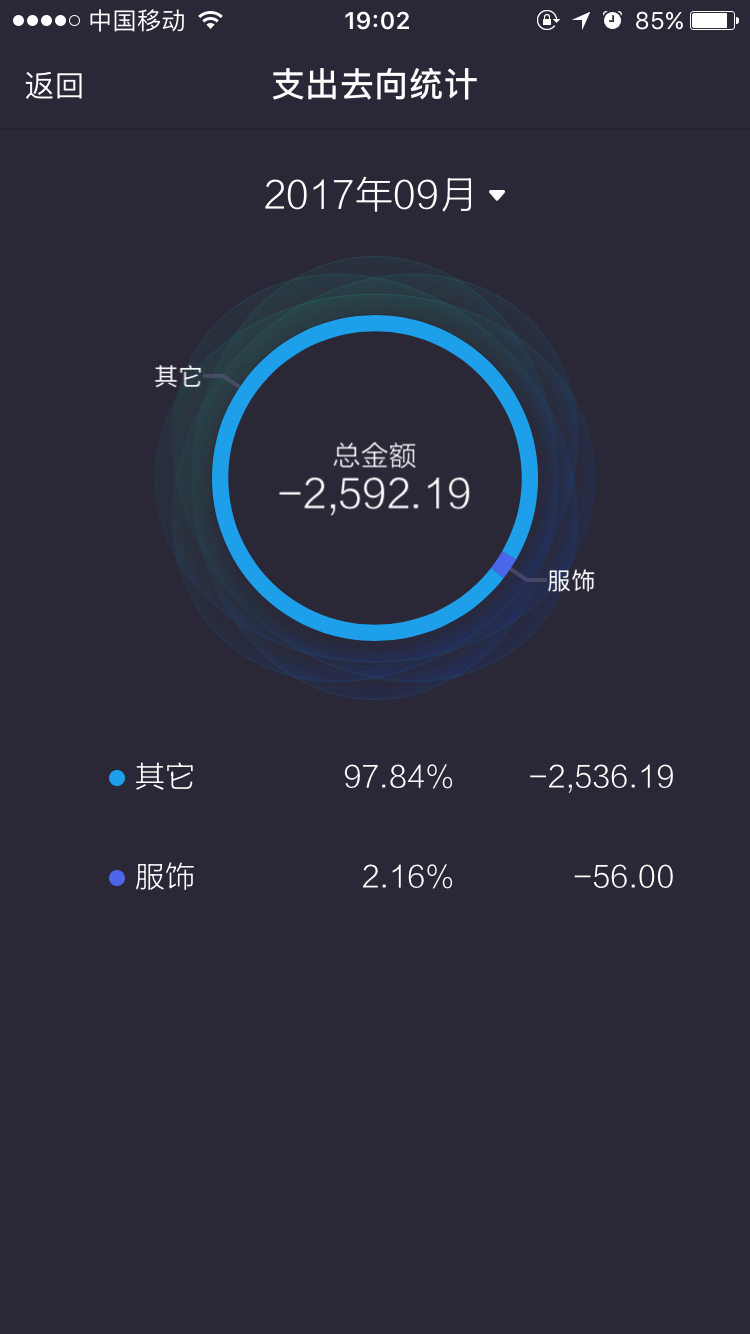 中国移动 19:02 85%
返回 支出去向统计
2017年09月
其它
总金额
-2,592.19
服饰
其它 97.84% -2,536.19
服饰 2.16% -56.00